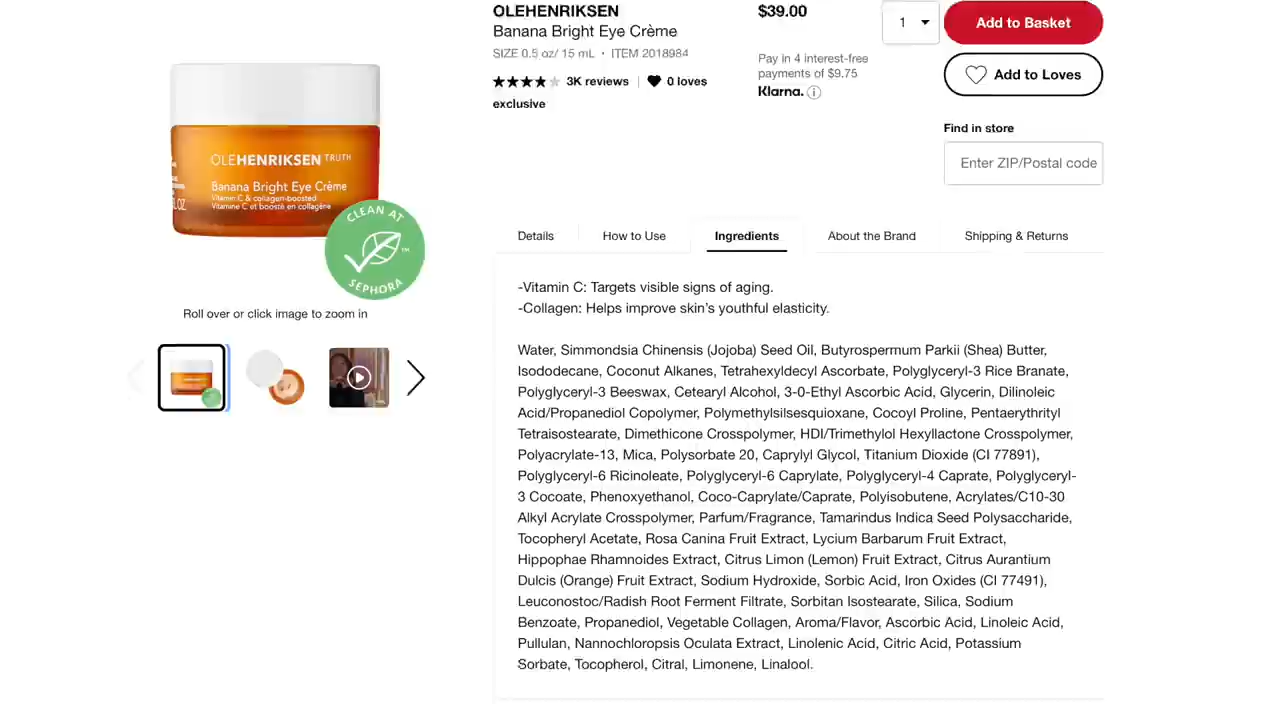 OLEHENRIKSEN
Banana Bright Eye Crème
SIZE 0.5 oz/ 15 mL • ITEM 2018984
3K reviews
0 loves
exclusive
$39.00
Pay in 4 interest-free
payments of $9.75
Klarna.
1
Add to Basket
Add to Loves
Find in store
Enter ZIP/Postal code
OLEHENRIKSEN TRUTH
Banana Bright Eye Crème
Vitamin C & collagen-boosted
Vitamine C et boosté en collagène
CLEAN AT
SEPHORA
Roll over or click image to zoom in
Details
How to Use
Ingredients
About the Brand
Shipping & Returns
-Vitamin C: Targets visible signs of aging.
-Collagen: Helps improve skin's youthful elasticity.
Water, Simmondsia Chinensis (Jojoba) Seed Oil, Butyrospermum Parkii (Shea) Butter,
Isododecane, Coconut Alkanes, Tetrahexyldecyl Ascorbate, Polyglyceryl-3 Rice Branate,
Polyglyceryl-3 Beeswax, Cetearyl Alcohol, 3-0-Ethyl Ascorbic Acid, Glycerin, Dilinoleic
Acid/Propanediol Copolymer, Polymethylsilsesquioxane, Cocoyl Proline, Pentaerythrityl
Tetraisostearate, Dimethicone Crosspolymer, HDI/Trimethylol Hexyllactone Crosspolymer,
Polyacrylate-13, Mica, Polysorbate 20, Caprylyl Glycol, Titanium Dioxide (CI 77891),
Polyglyceryl-6 Ricinoleate, Polyglyceryl-6 Caprylate, Polyglyceryl-4 Caprate, Polyglyceryl-
3 Cocoate, Phenoxyethanol, Coco-Caprylate/Caprate, Polyisobutene, Acrylates/C10-30
Alkyl Acrylate Crosspolymer, Parfum/Fragrance, Tamarindus Indica Seed Polysaccharide,
Tocopheryl Acetate, Rosa Canina Fruit Extract, Lycium Barbarum Fruit Extract,
Hippophae Rhamnoides Extract, Citrus Limon (Lemon) Fruit Extract, Citrus Aurantium
Dulcis (Orange) Fruit Extract, Sodium Hydroxide, Sorbic Acid, Iron Oxides (CI 77491),
Leuconostoc/Radish Root Ferment Filtrate, Sorbitan Isostearate, Silica, Sodium
Benzoate, Propanediol, Vegetable Collagen, Aroma/Flavor, Ascorbic Acid, Linoleic Acid,
Pullulan, Nannochloropsis Oculata Extract, Linolenic Acid, Citric Acid, Potassium
Sorbate, Tocopherol, Citral, Limonene, Linalool.